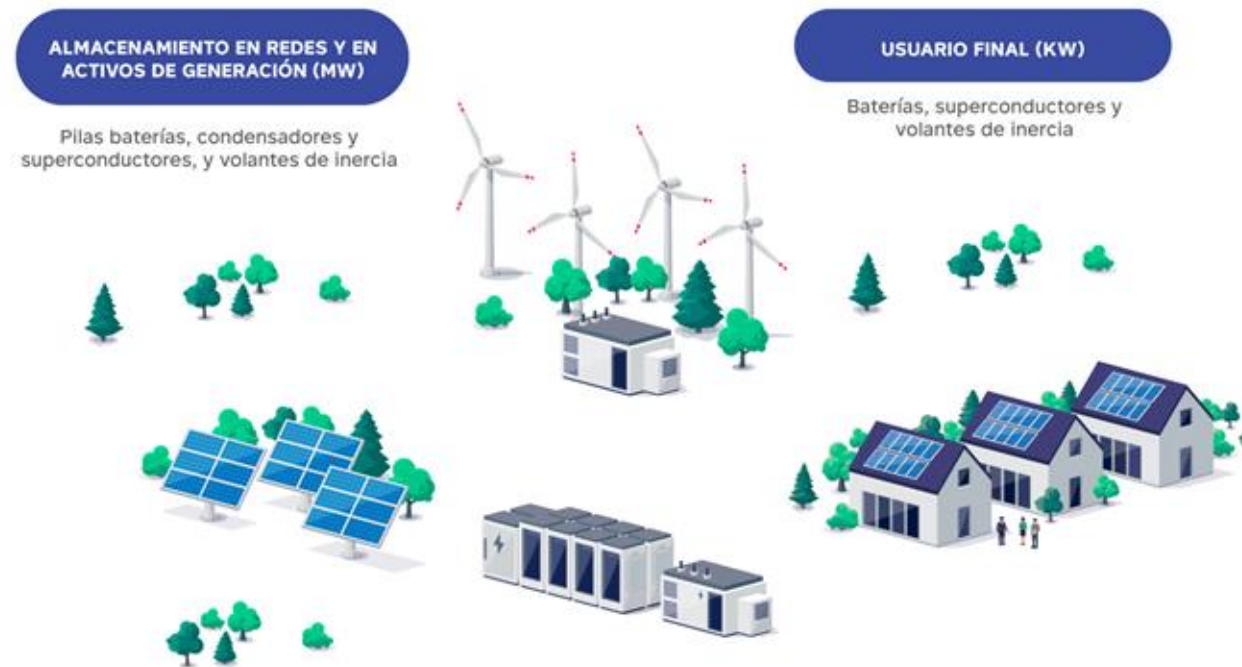 ALMACENAMIENTO EN REDES Y EN
ACTIVOS DE GENERACIÓN (MW)
Pilas baterías, condensadores y
superconductores, y volantes de inercia
USUARIO FINAL (KW)
Baterías, superconductores y
volantes de inercia